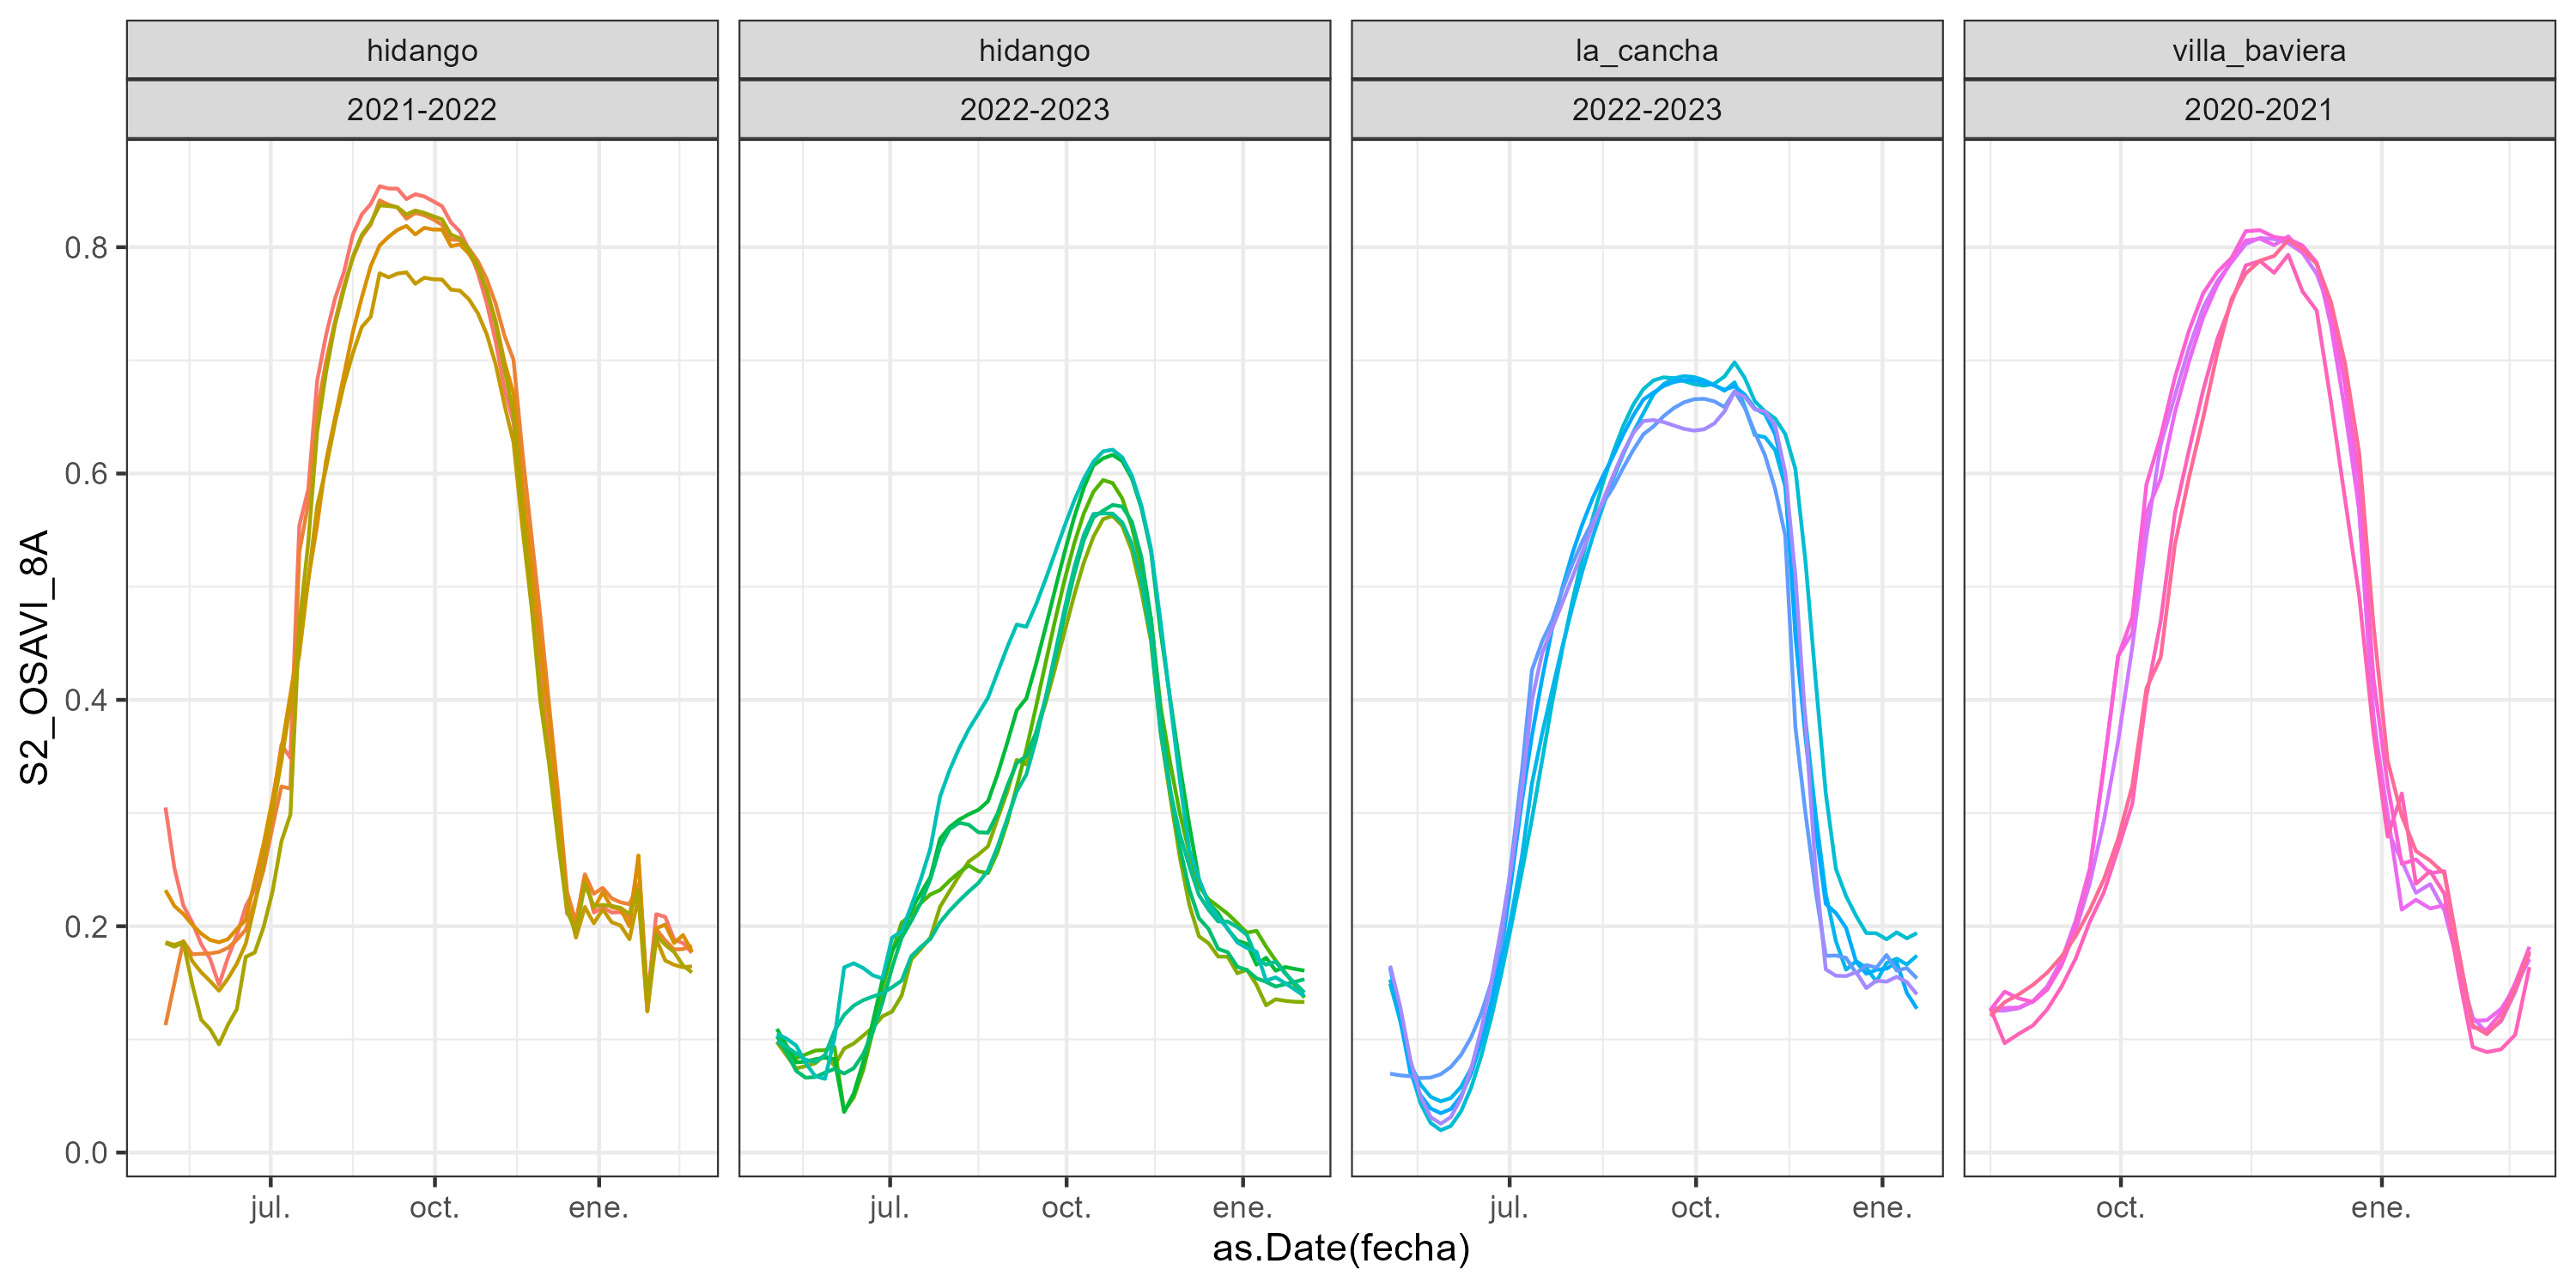 hidango
hidango
la_cancha
villa_baviera
2021-2022
2022-2023
2022-2023
2020-2021
S2_OSAVI_8A
0.8
0.6
0.4
0.2
0.0
jul. oct. ene.
jul. oct. ene.
jul. oct. ene.
oct. ene.
as.Date(fecha)